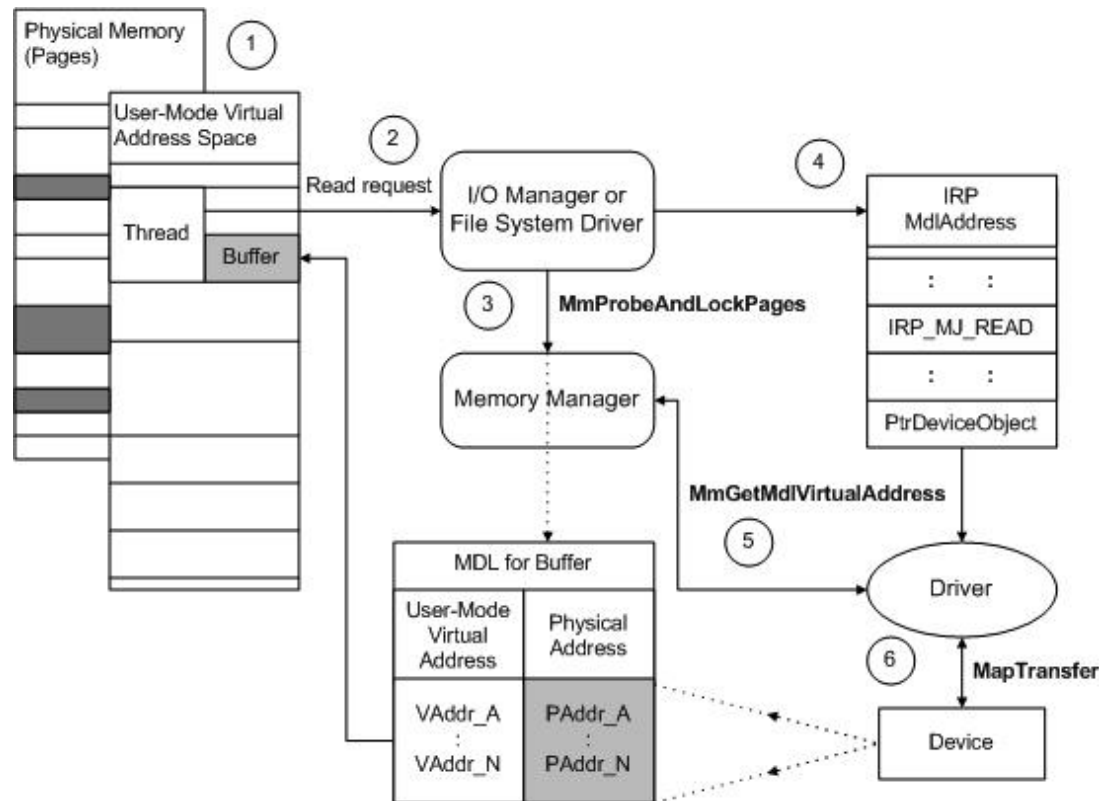 Physical Memory
(Pages)
1
User-Mode Virtual
Address Space
2
Read request
Thread
Buffer
I/O Manager or
File System Driver
3
MmProbeAndLockPages
Memory Manager
4
IRP
MdlAddress
: :
IRP_MJ_READ
: :
PtrDeviceObject
MmGetMdlVirtualAddress
5
Driver
6
MapTransfer
Device
MDL for Buffer
User-Mode
Virtual
Address
Physical
Address
VAddr_A
:
VAddr_N
PAddr_A
:
PAddr_N